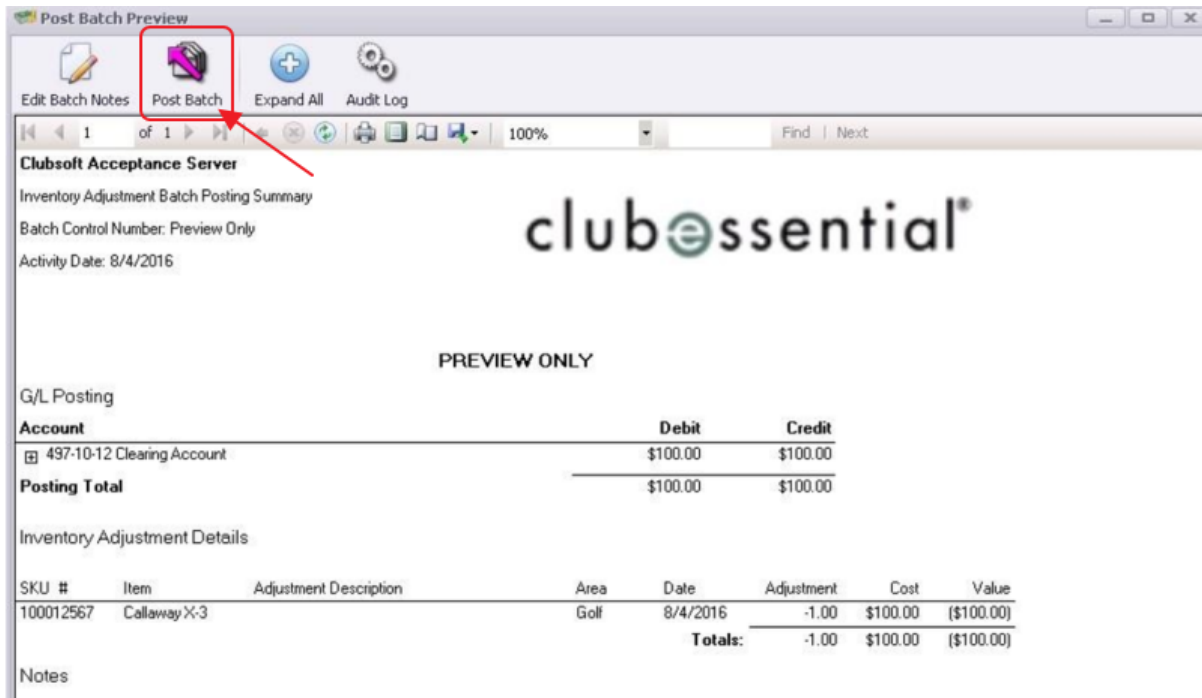 Post Batch Preview
Edit Batch Notes Post Batch Expand All Audit Log
1 of 1 100% Find | Next
Clubsoft Acceptance Server
Inventory Adjustment Batch Posting Summary
Batch Control Number: Preview Only
Activity Date: 8/4/2016
clubessential®
PREVIEW ONLY
G/L Posting
Account Debit Credit
497-10-12 Clearing Account $100.00 $100.00
Posting Total $100.00 $100.00
Inventory Adjustment Details
SKU # Item Adjustment Description Area Date Adjustment Cost Value
100012567 Callaway X-3 Golf 8/4/2016 -1.00 $100.00 ($100.00)
Totals: -1.00 $100.00 ($100.00)
Notes